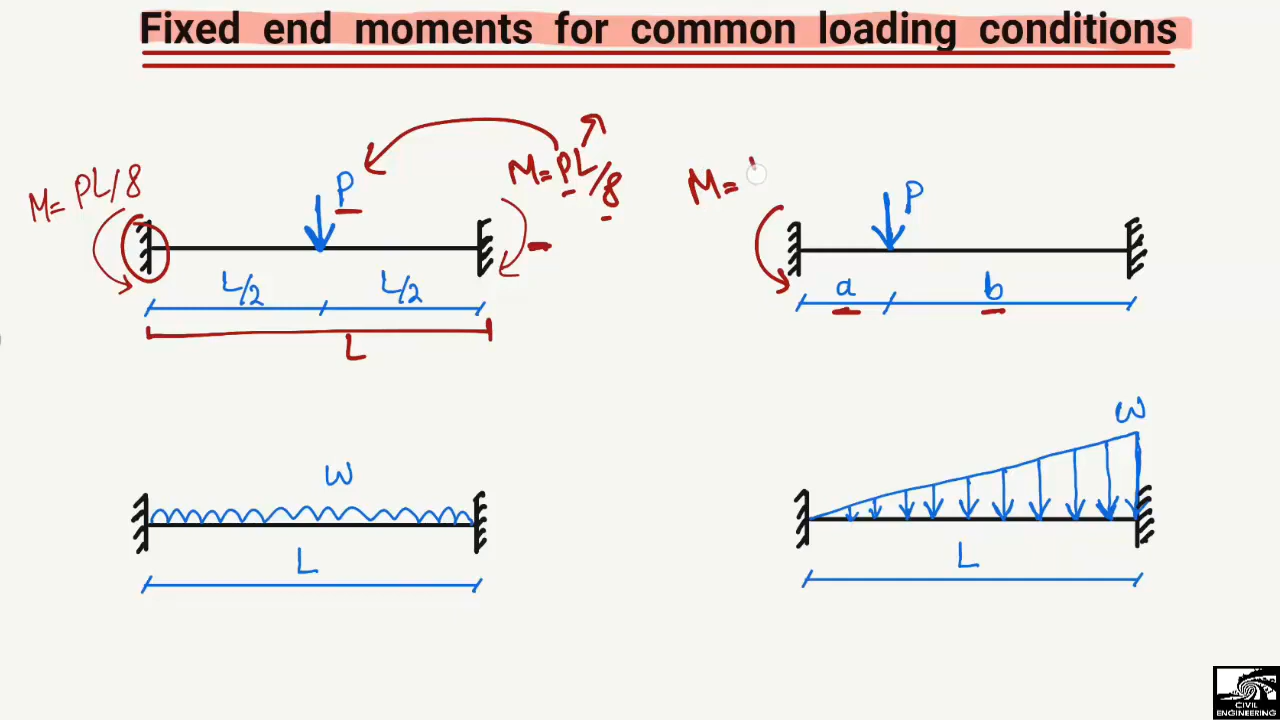 Fixed end moments for common loading conditions
M= PL/8
P
M= PL/8
L/2
L/2
L
M=
P
a
b
w
L
w
L
CIVIL
ENGINEERING